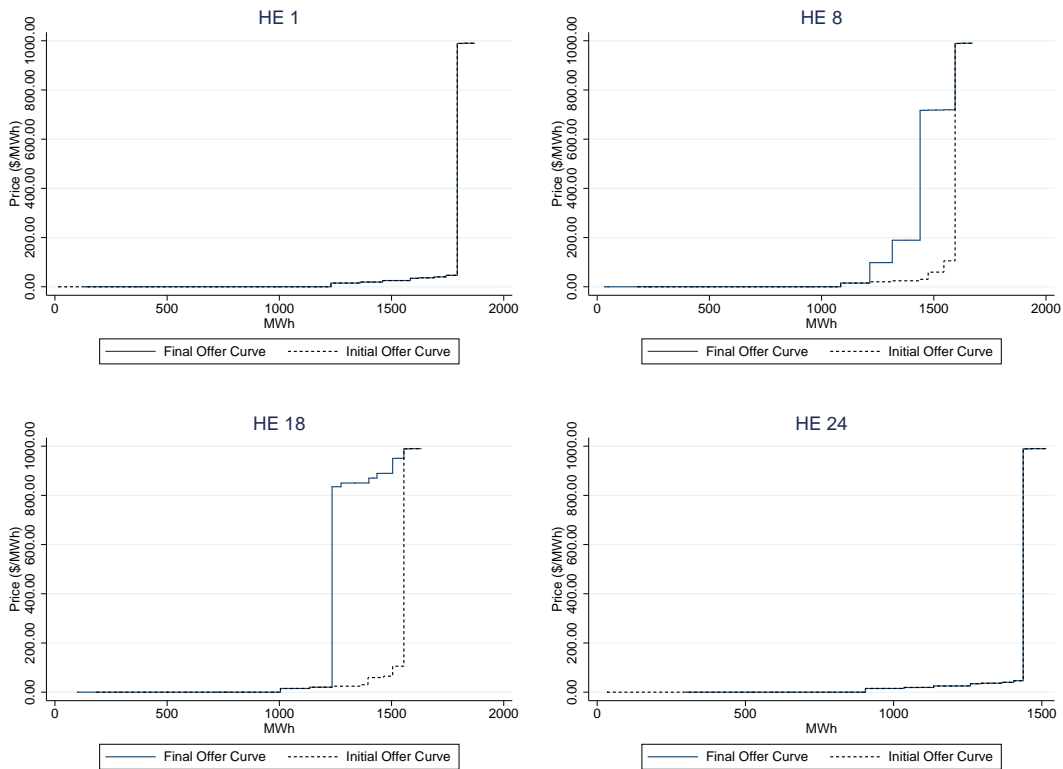 HE 1
1000.00
800.00
600.00
400.00
200.00
0.00
Price ($/MWh)
0 500 1000 1500 2000
MWh
Final Offer Curve Initial Offer Curve
HE 8
1000.00
800.00
600.00
400.00
200.00
0.00
Price ($/MWh)
0 500 1000 1500 2000
MWh
Final Offer Curve Initial Offer Curve
HE 18
1000.00
800.00
600.00
400.00
200.00
0.00
Price ($/MWh)
0 500 1000 1500 2000
MWh
Final Offer Curve Initial Offer Curve
HE 24
1000.00
800.00
600.00
400.00
200.00
0.00
Price ($/MWh)
0 500 1000 1500
MWh
Final Offer Curve Initial Offer Curve